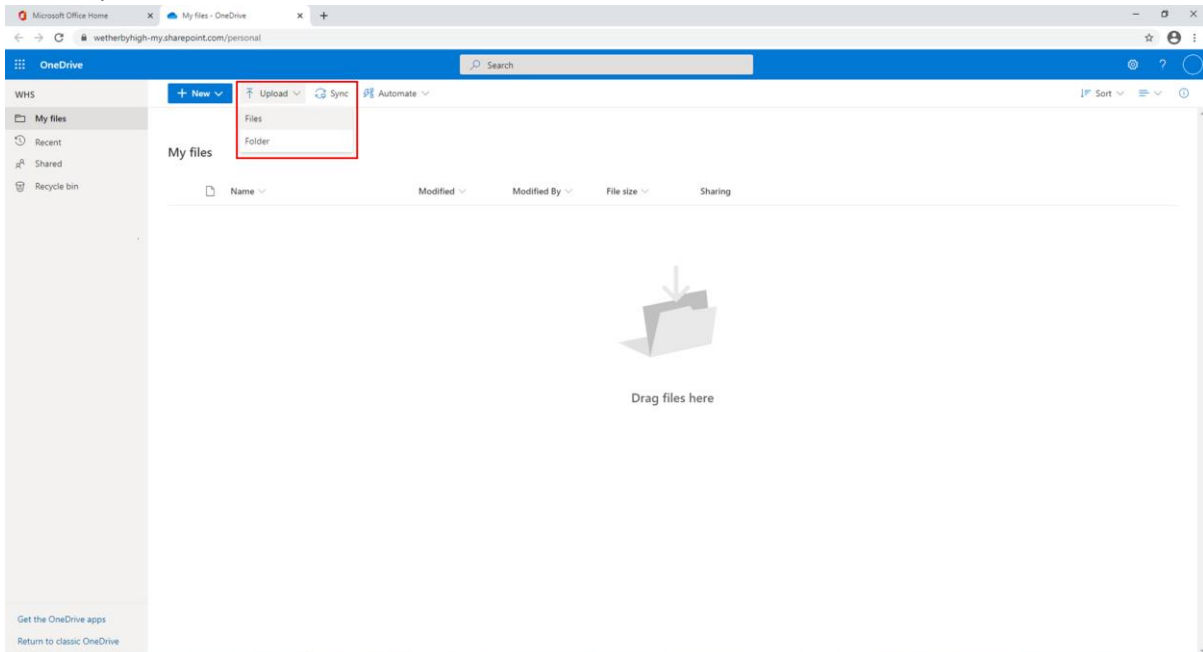 Microsoft Office Home
My files - OneDrive
wetherbyhigh-my.sharepoint.com/personal
OneDrive
Search
?
WHS
+ New
Upload
Sync
Automate
Sort
My files
Files
Recent
Folder
My files
Shared
Recycle bin
Name
Modified
Modified By
File size
Sharing
Drag files here
Get the OneDrive apps
Return to classic OneDrive